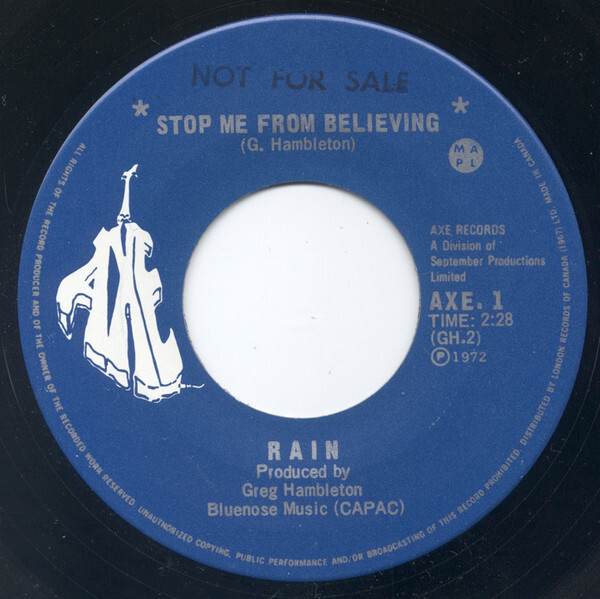 NOT FOR SALE
* STOP ME FROM BELIEVING *
(G. Hambleton)
M A
P L
AXE
AXE RECORDS
A Division of
September Productions
Limited
AXE. 1
TIME: 2:28
(GH.2)
Ⓟ 1972
RAIN
Produced by
Greg Hambleton
Bluenose Music (CAPAC)
ALL RIGHTS OF THE RECORD PRODUCER AND OF THE OWNER OF THE RECORDED WORK RESERVED. UNAUTHORIZED COPYING, PUBLIC PERFORMANCE AND/OR BROADCASTING OF THIS RECORD PROHIBITED. DISTRIBUTED BY LONDON RECORDS OF CANADA (1967) LTD. MADE IN CANADA